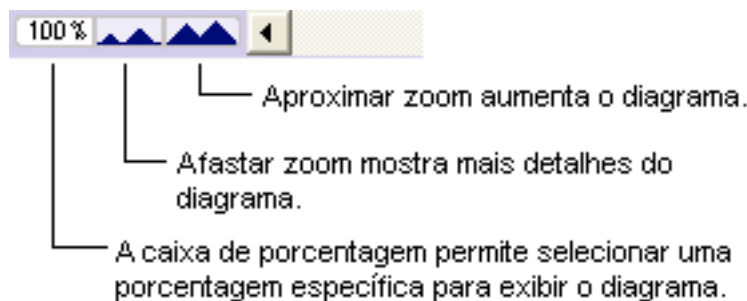 100%
Aproximar zoom aumenta o diagrama.
Afastar zoom mostra mais detalhes do
diagrama.
A caixa de porcentagem permite selecionar uma
porcentagem específica para exibir o diagrama.